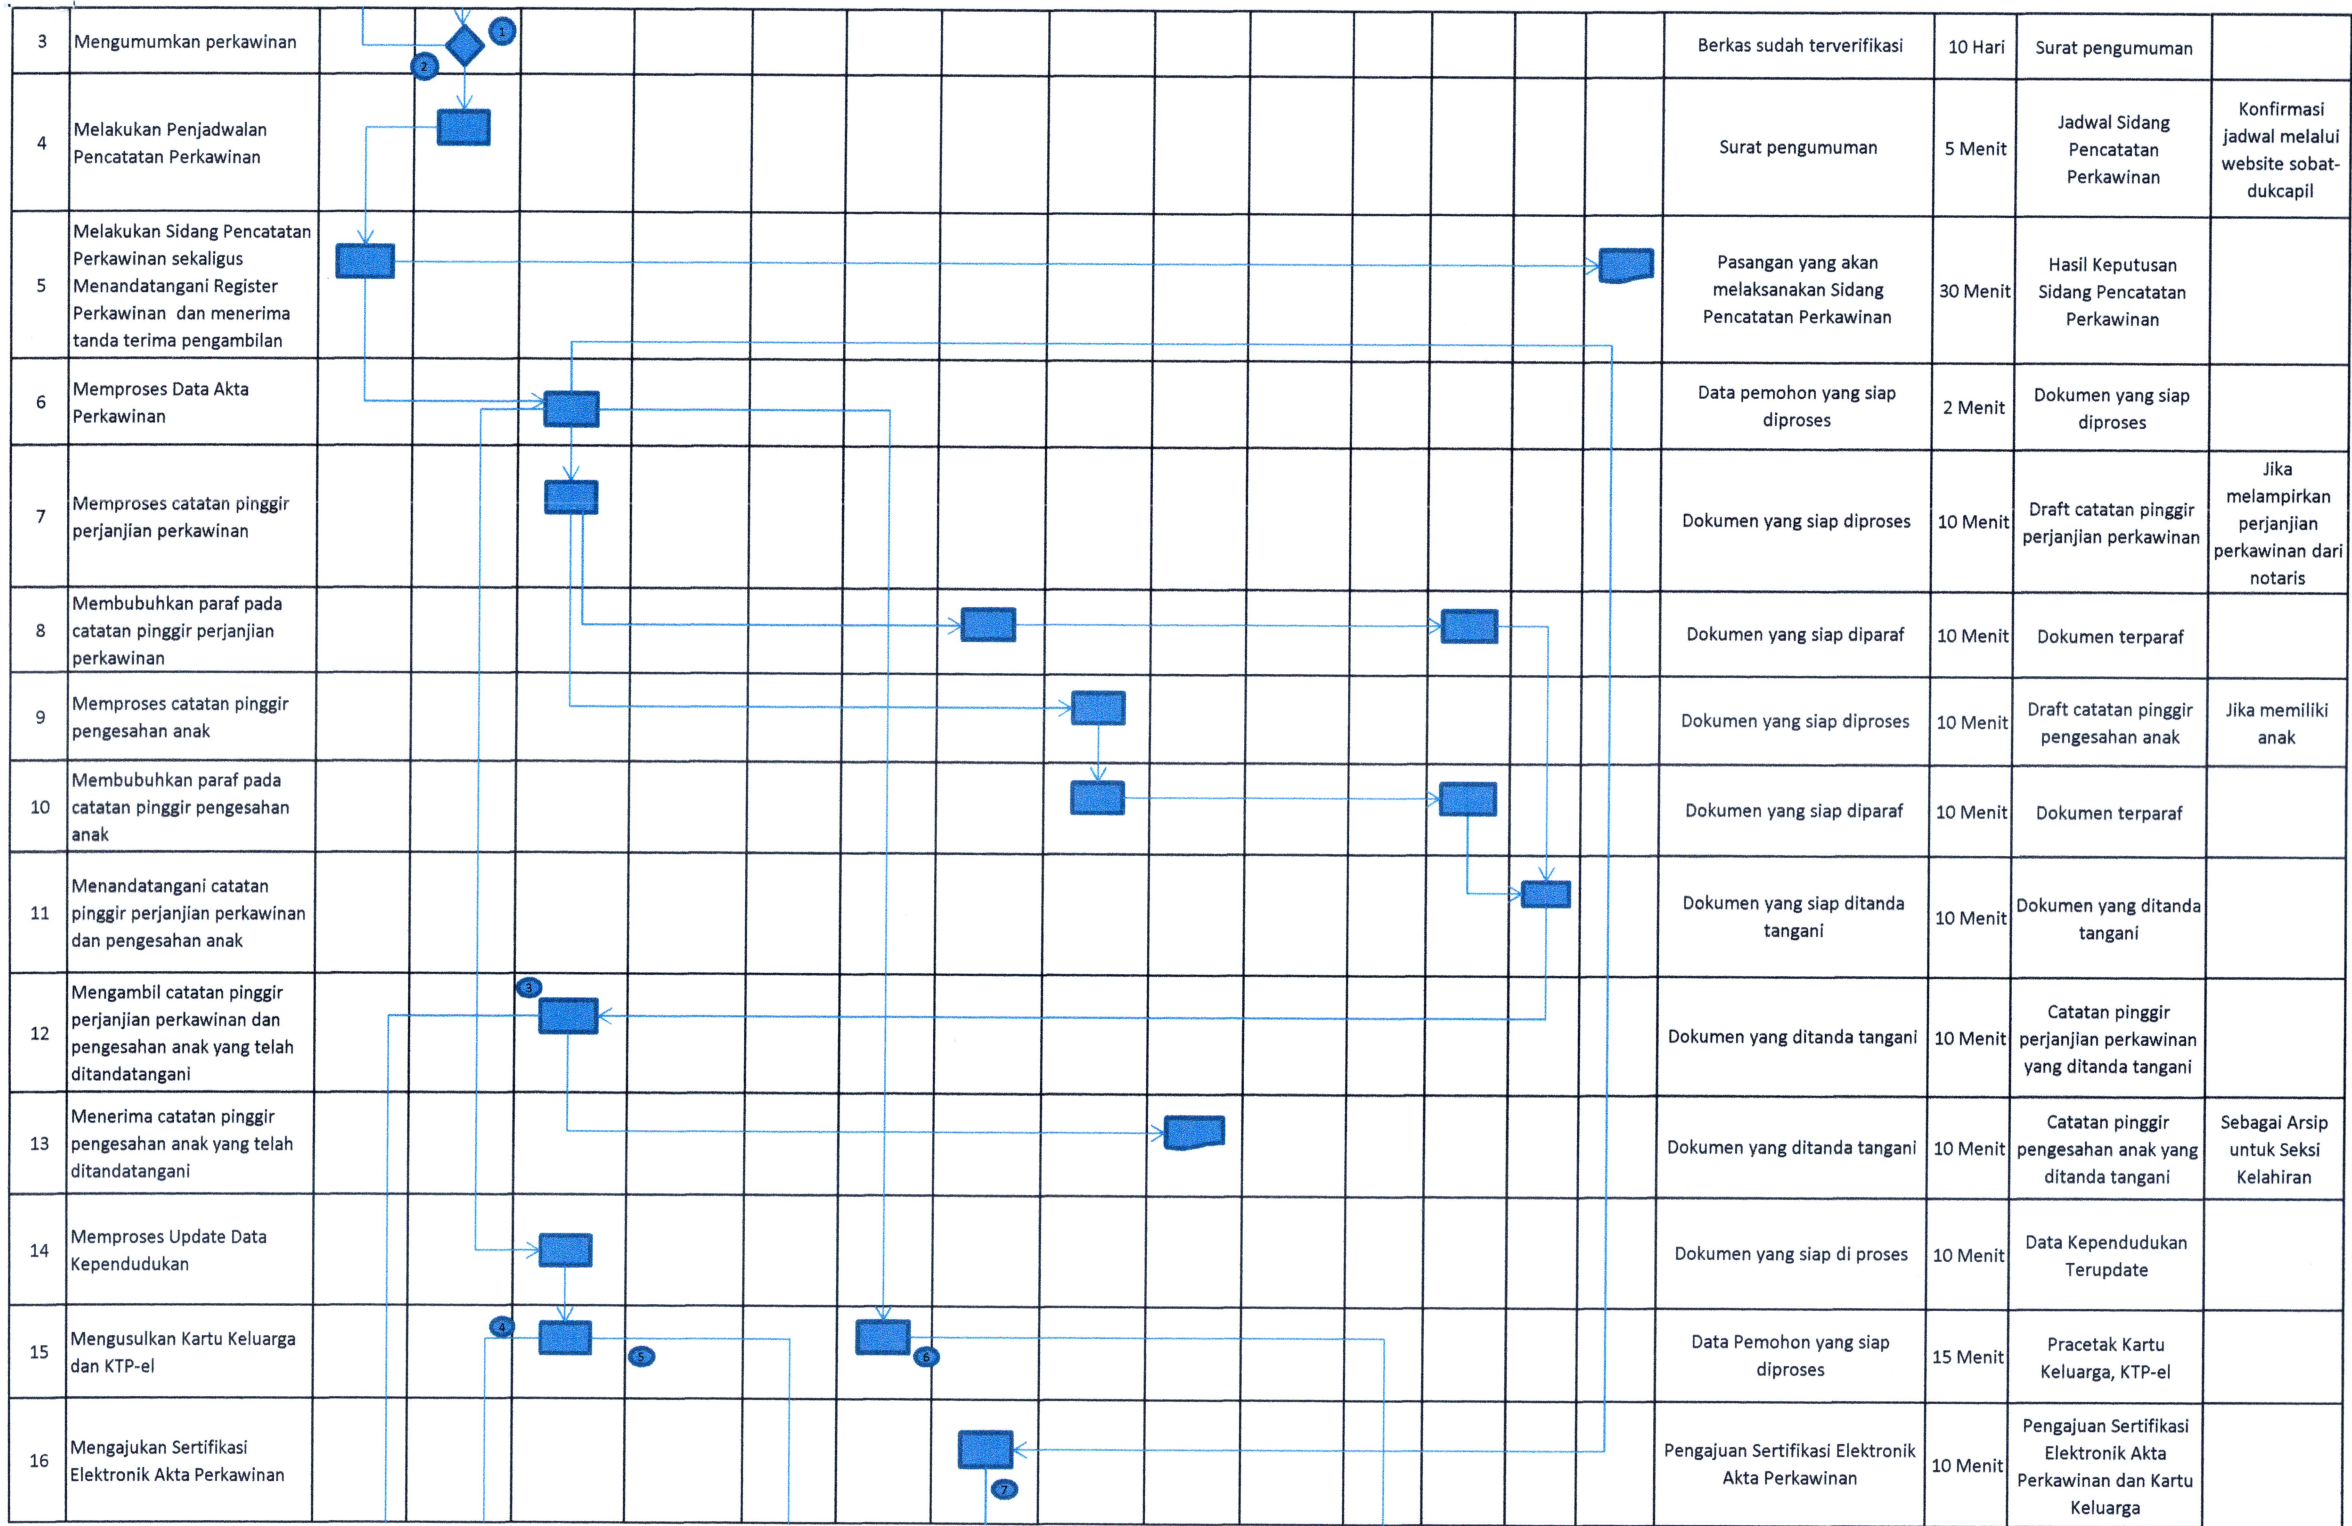 3
Mengumumkan perkawinan
1
2
Berkas sudah terverifikasi
10 Hari
Surat pengumuman
4
Melakukan Penjadwalan
Pencatatan Perkawinan
Surat pengumuman
5 Menit
Jadwal Sidang
Pencatatan
Perkawinan
Konfirmasi
jadwal melalui
website sobat-
dukcapil
5
Melakukan Sidang Pencatatan
Perkawinan sekaligus
Menandatangani Register
Perkawinan dan menerima
tanda terima pengambilan
Pasangan yang akan
melaksanakan Sidang
Pencatatan Perkawinan
30 Menit
Hasil Keputusan
Sidang Pencatatan
Perkawinan
6
Memproses Data Akta
Perkawinan
Data pemohon yang siap
diproses
2 Menit
Dokumen yang siap
diproses
7
Memproses catatan pinggir
perjanjian perkawinan
Dokumen yang siap diproses
10 Menit
Draft catatan pinggir
perjanjian perkawinan
Jika
melampirkan
perjanjian
perkawinan dari
notaris
8
Membubuhkan paraf pada
catatan pinggir perjanjian
perkawinan
Dokumen yang siap diparaf
10 Menit
Dokumen terparaf
9
Memproses catatan pinggir
pengesahan anak
Dokumen yang siap diproses
10 Menit
Draft catatan pinggir
pengesahan anak
Jika memiliki
anak
10
Membubuhkan paraf pada
catatan pinggir pengesahan
anak
Dokumen yang siap diparaf
10 Menit
Dokumen terparaf
11
Menandatangani catatan
pinggir perjanjian perkawinan
dan pengesahan anak
Dokumen yang siap ditanda
tangani
10 Menit
Dokumen yang ditanda
tangani
12
Mengambil catatan pinggir
perjanjian perkawinan dan
pengesahan anak yang telah
ditandatangani
3
Dokumen yang ditanda tangani
10 Menit
Catatan pinggir
perjanjian perkawinan
yang ditanda tangani
13
Menerima catatan pinggir
pengesahan anak yang telah
ditandatangani
Dokumen yang ditanda tangani
10 Menit
Catatan pinggir
pengesahan anak yang
ditanda tangani
Sebagai Arsip
untuk Seksi
Kelahiran
14
Memproses Update Data
Kependudukan
Dokumen yang siap di proses
10 Menit
Data Kependudukan
Terupdate
15
Mengusulkan Kartu Keluarga
dan KTP-el
4
5
6
Data Pemohon yang siap
diproses
15 Menit
Pracetak Kartu
Keluarga, KTP-el
16
Mengajukan Sertifikasi
Elektronik Akta Perkawinan
7
Pengajuan Sertifikasi Elektronik
Akta Perkawinan
10 Menit
Pengajuan Sertifikasi
Elektronik Akta
Perkawinan dan Kartu
Keluarga